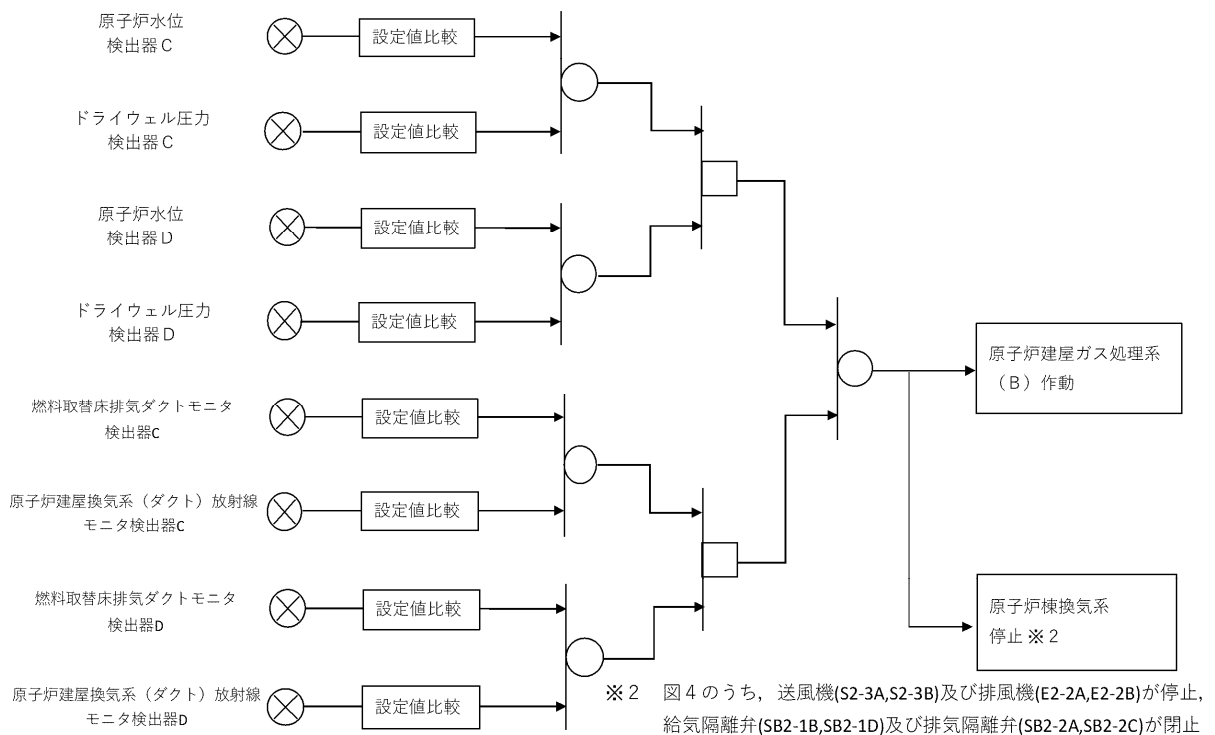 原子炉水位
検出器C
設定値比較
ドライウェル圧力
検出器C
設定値比較
原子炉水位
検出器D
設定値比較
ドライウェル圧力
検出器D
設定値比較
燃料取替床排気ダクトモニタ
検出器C
設定値比較
原子炉建屋換気系（ダクト）放射線
モニタ検出器C
設定値比較
燃料取替床排気ダクトモニタ
検出器D
設定値比較
原子炉建屋換気系（ダクト）放射線
モニタ検出器D
設定値比較
原子炉建屋ガス処理系
（B）作動
原子炉棟換気系
停止※2
※2　図4のうち，送風機(S2-3A,S2-3B)及び排風機(E2-2A,E2-2B)が停止，
給気隔離弁(SB2-1B,SB2-1D)及び排気隔離弁(SB2-2A,SB2-2C)が閉止